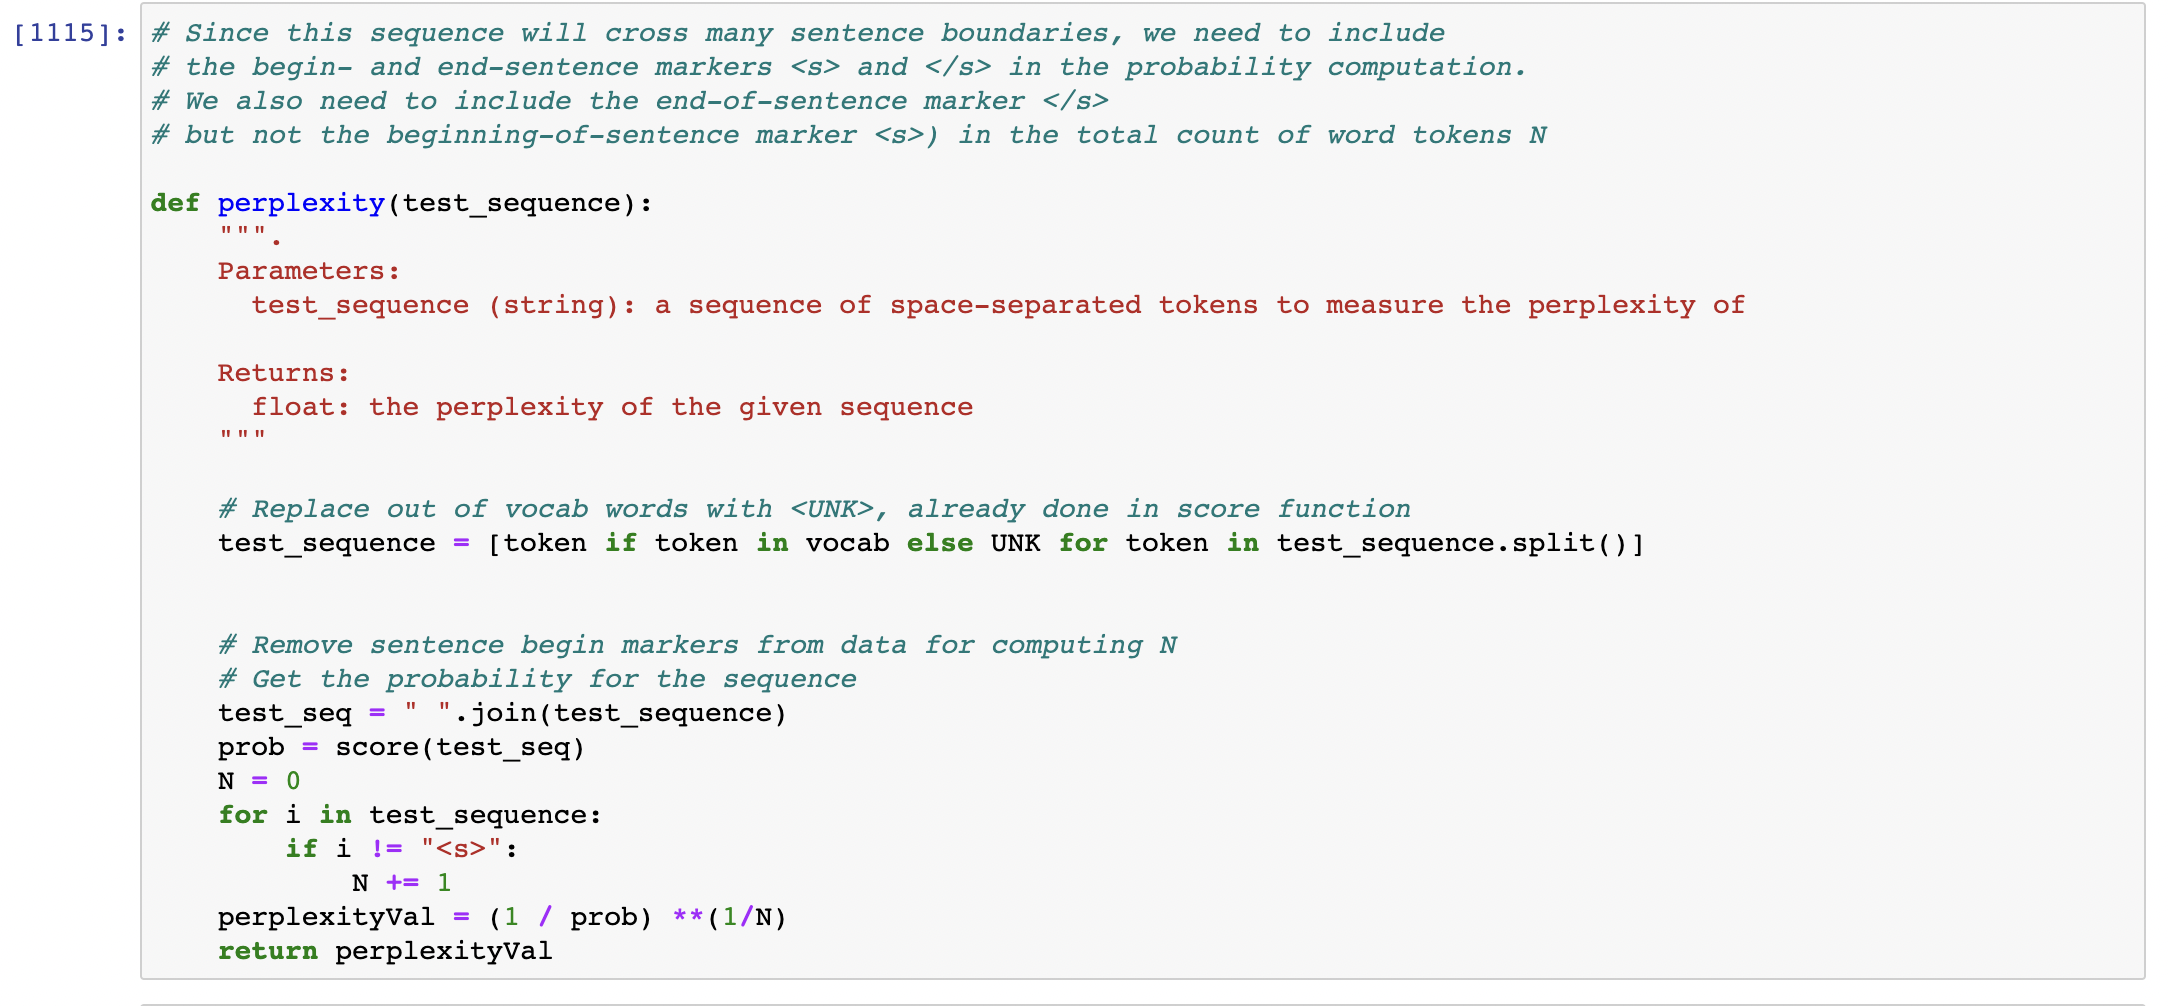 [1115]: # Since this sequence will cross many sentence boundaries, we need to include
# the begin- and end-sentence markers <s> and </s> in the probability computation.
# We also need to include the end-of-sentence marker </s>
# but not the beginning-of-sentence marker <s>) in the total count of word tokens N

def perplexity(test_sequence):
    """.
    Parameters:
      test_sequence (string): a sequence of space-separated tokens to measure the perplexity of

    Returns:
      float: the perplexity of the given sequence
    """

    # Replace out of vocab words with <UNK>, already done in score function
    test_sequence = [token if token in vocab else UNK for token in test_sequence.split()]


    # Remove sentence begin markers from data for computing N
    # Get the probability for the sequence
    test_seq = " ".join(test_sequence)
    prob = score(test_seq)
    N = 0
    for i in test_sequence:
        if i != "<s>":
            N += 1
    perplexityVal = (1 / prob) **(1/N)
    return perplexityVal